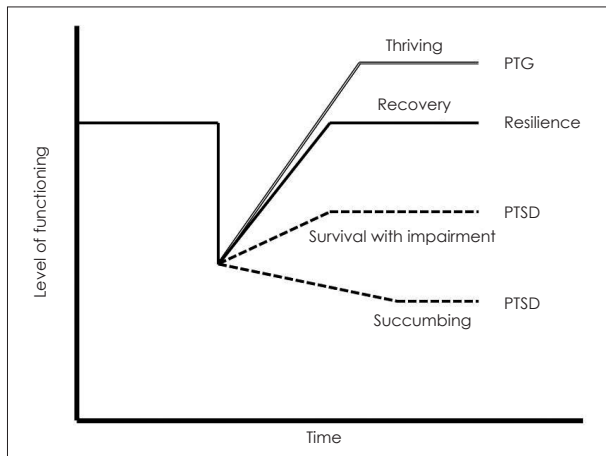 Thriving
PTG
Recovery
Resilience
PTSD
Survival with impairment
PTSD
Succumbing
Level of functioning
Time